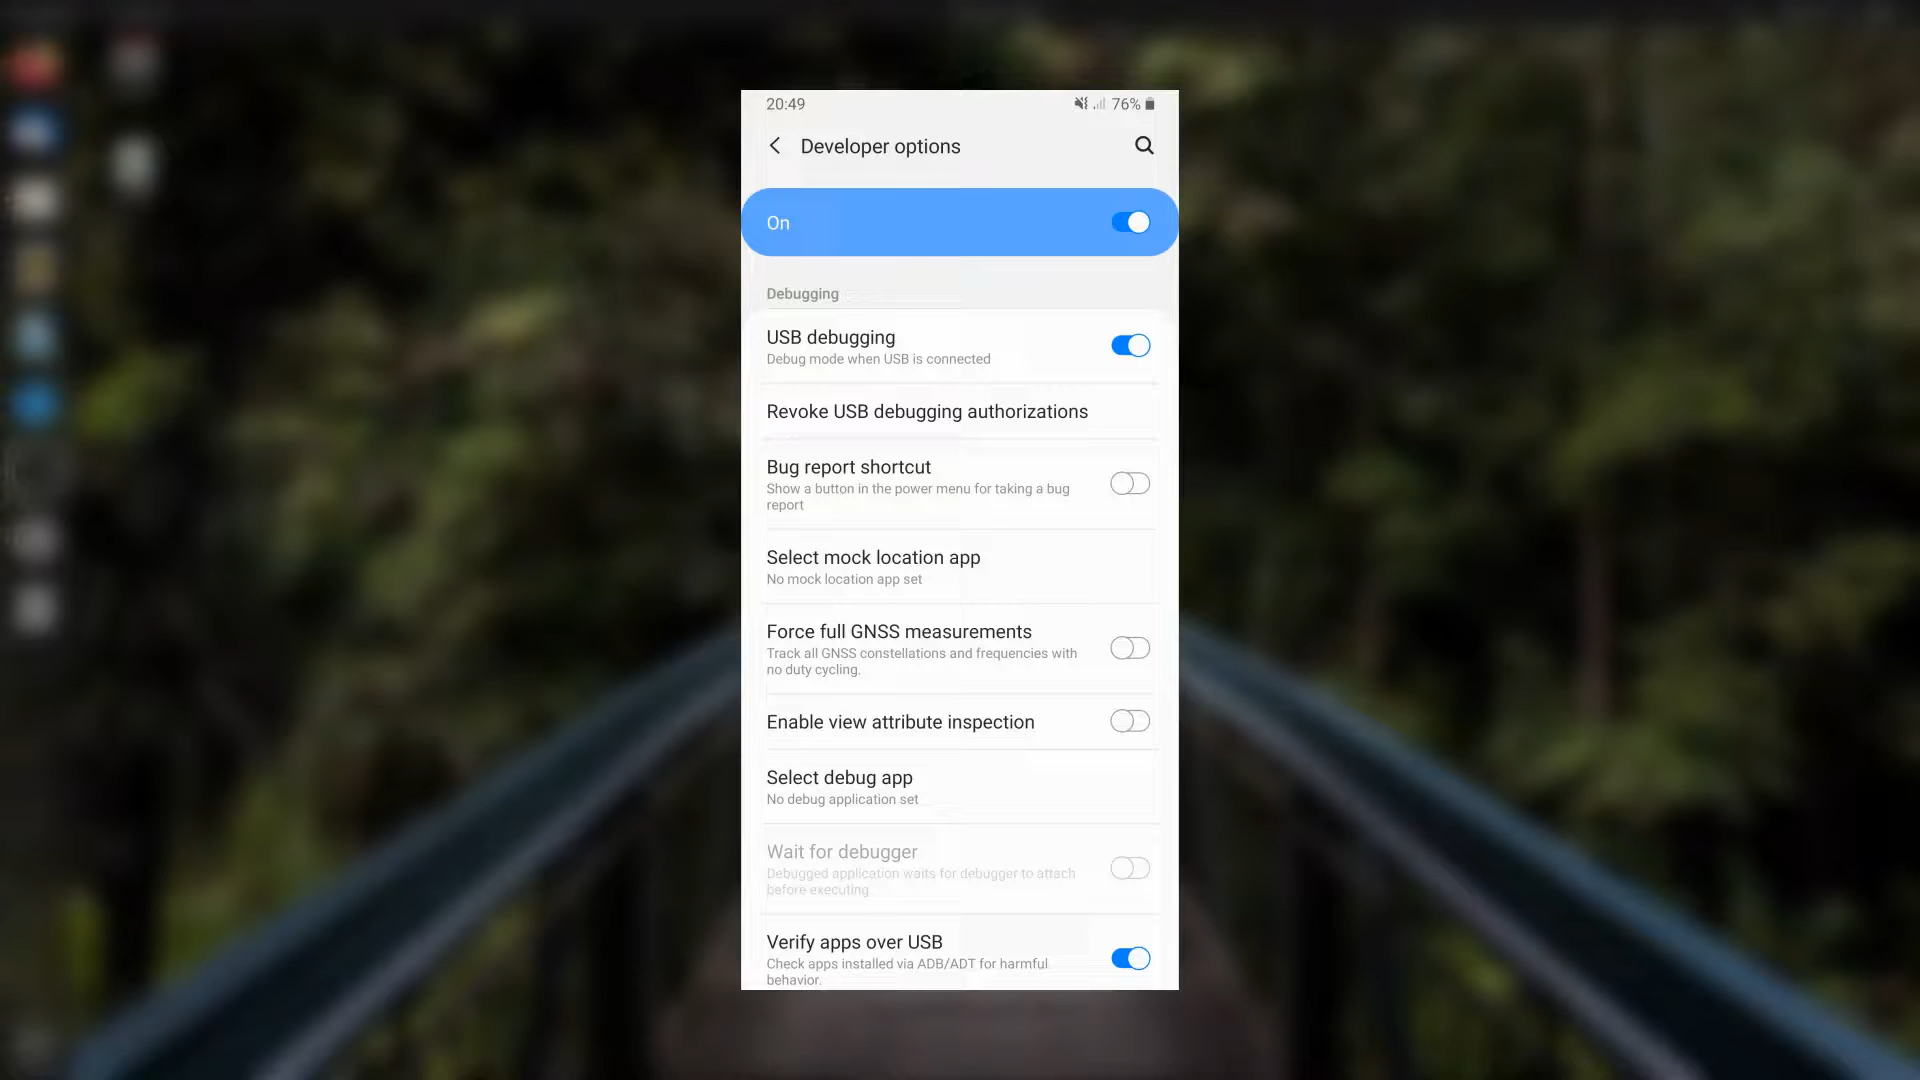 20:49
76%
Developer options
On
Debugging
USB debugging
Debug mode when USB is connected
Revoke USB debugging authorizations
Bug report shortcut
Show a button in the power menu for taking a bug
report
Select mock location app
No mock location app set
Force full GNSS measurements
Track all GNSS constellations and frequencies with
no duty cycling.
Enable view attribute inspection
Select debug app
No debug application set
Wait for debugger
Debugged application waits for debugger to attach
before executing.
Verify apps over USB
Check apps installed via ADB/ADT for harmful
behavior.